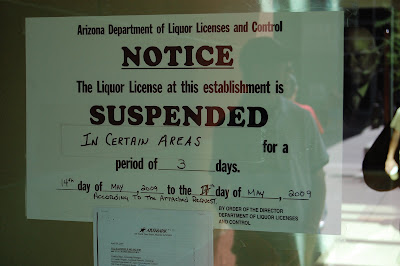 Arizona Department of Liquor Licenses and Control
NOTICE
The Liquor License at this establishment is
SUSPENDED
IN CERTAIN AREAS for a
period of 3 days.
14th day of MAY, 2009 to the 17th day of MAY, 2009
ACCORDING TO THE ATTACHED REQUEST.
BY ORDER OF THE DIRECTOR
DEPARTMENT OF LIQUOR LICENSES
AND CONTROL